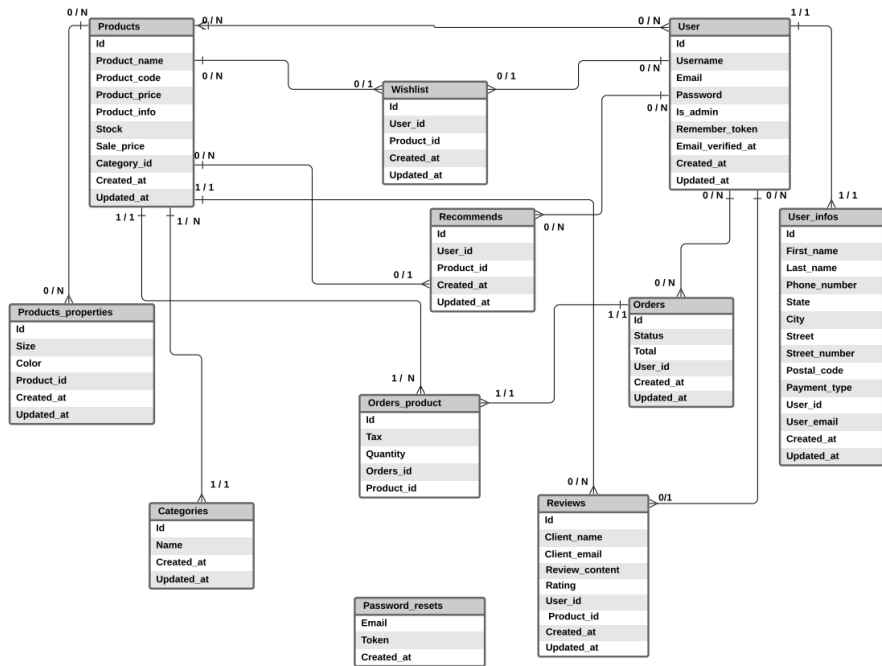 0 / N
0 / N
0 / N
1 / 1
Products
Id
Product_name
Product_code
Product_price
Product_info
Stock
Sale_price
Category_id
Created_at
Updated_at
User
Id
Username
Email
Password
Is_admin
Remember_token
Email_verified_at
Created_at
Updated_at
0 / N
0 / 1
0 / 1
0 / N
0 / N
Wishlist
Id
User_id
Product_id
Created_at
Updated_at
0 / N
1 / 1
1 / 1
1 / N
0 / N
0 / N
1 / 1
Recommends
Id
User_id
Product_id
Created_at
Updated_at
0 / N
0 / 1
User_infos
Id
First_name
Last_name
Phone_number
State
City
Street
Street_number
Postal_code
Payment_type
User_id
User_email
Created_at
Updated_at
0 / N
Products_properties
Id
Size
Color
Product_id
Created_at
Updated_at
0 / N
1 / 1
Orders
Id
Status
Total
User_id
Created_at
Updated_at
1 / N
1 / 1
Orders_product
Id
Tax
Quantity
Orders_id
Product_id
1 / 1
Categories
Id
Name
Created_at
Updated_at
0 / N
0/1
Reviews
Id
Client_name
Client_email
Review_content
Rating
User_id
Product_id
Created_at
Updated_at
Password_resets
Email
Token
Created_at